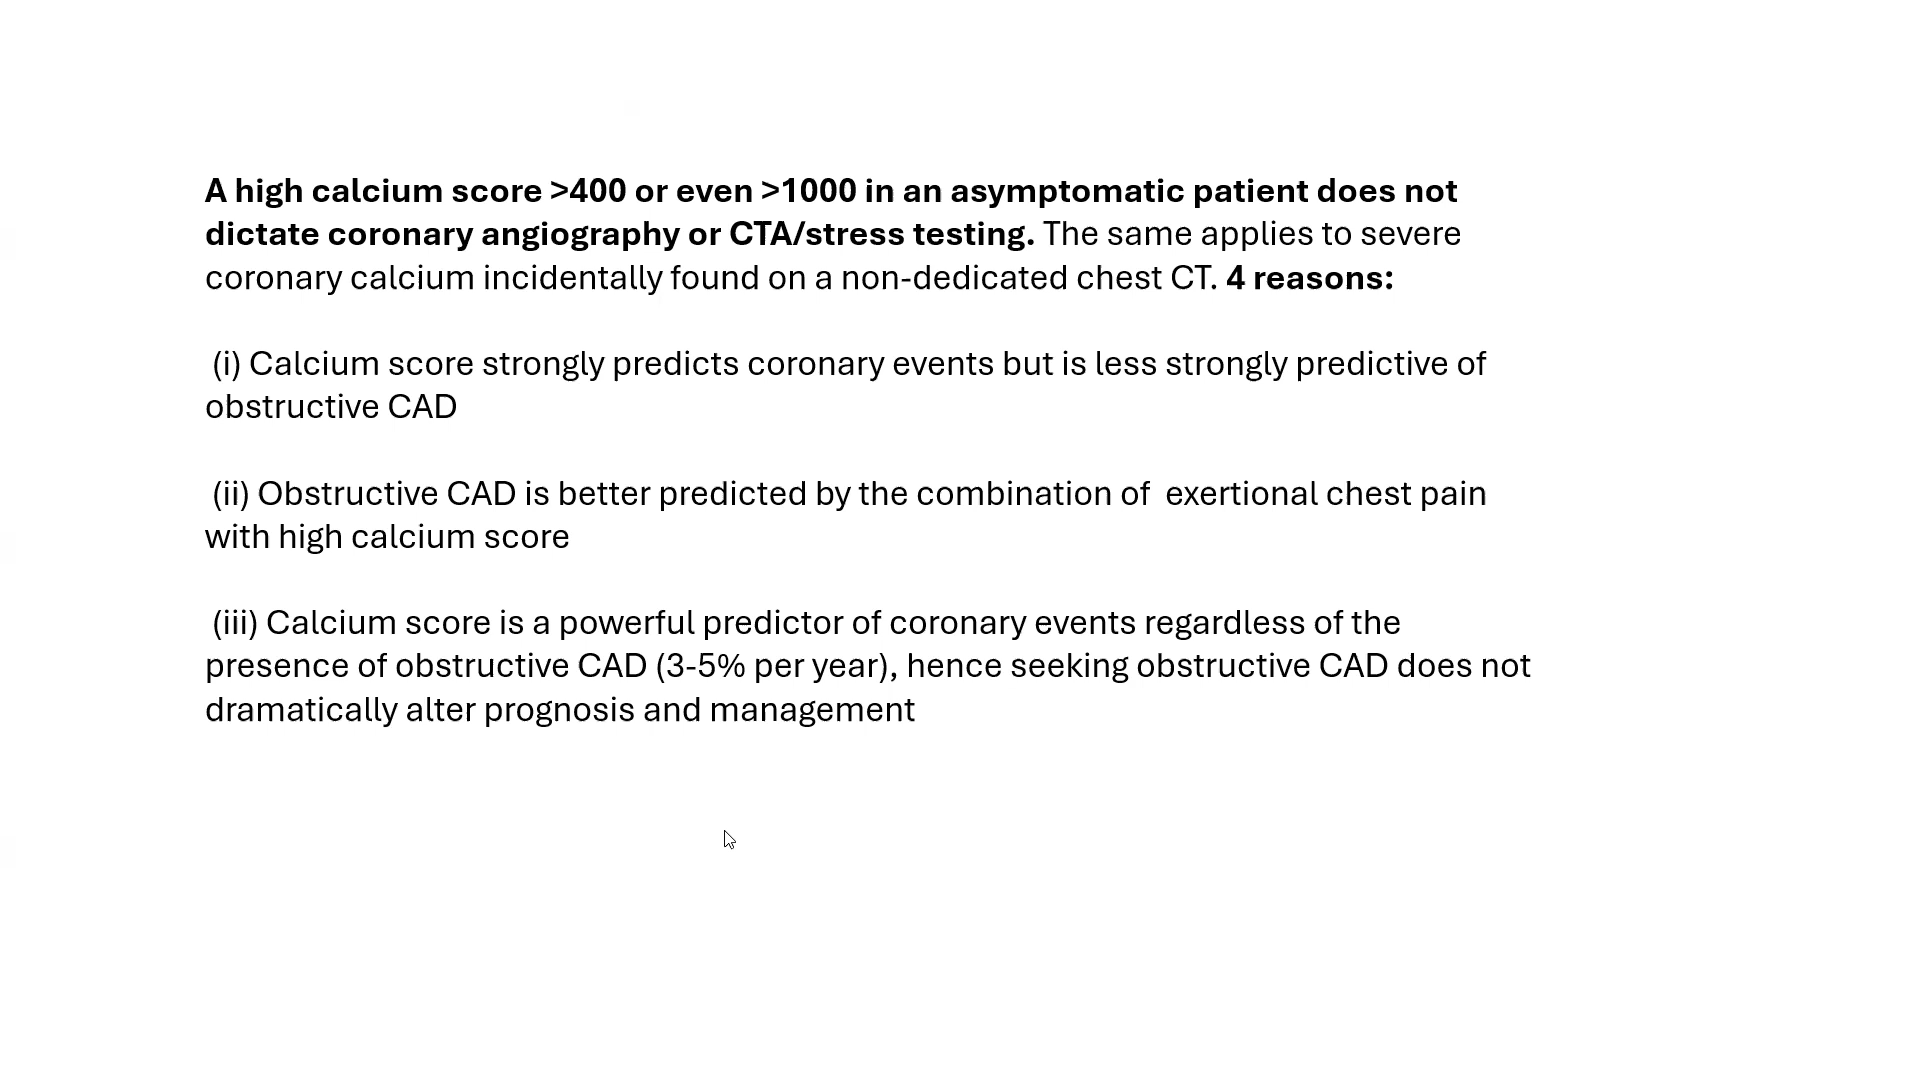 A high calcium score >400 or even >1000 in an asymptomatic patient does not
dictate coronary angiography or CTA/stress testing. The same applies to severe
coronary calcium incidentally found on a non-dedicated chest CT. 4 reasons:
(i) Calcium score strongly predicts coronary events but is less strongly predictive of
obstructive CAD
(ii) Obstructive CAD is better predicted by the combination of  exertional chest pain
with high calcium score
(iii) Calcium score is a powerful predictor of coronary events regardless of the
presence of obstructive CAD (3-5% per year), hence seeking obstructive CAD does not
dramatically alter prognosis and management